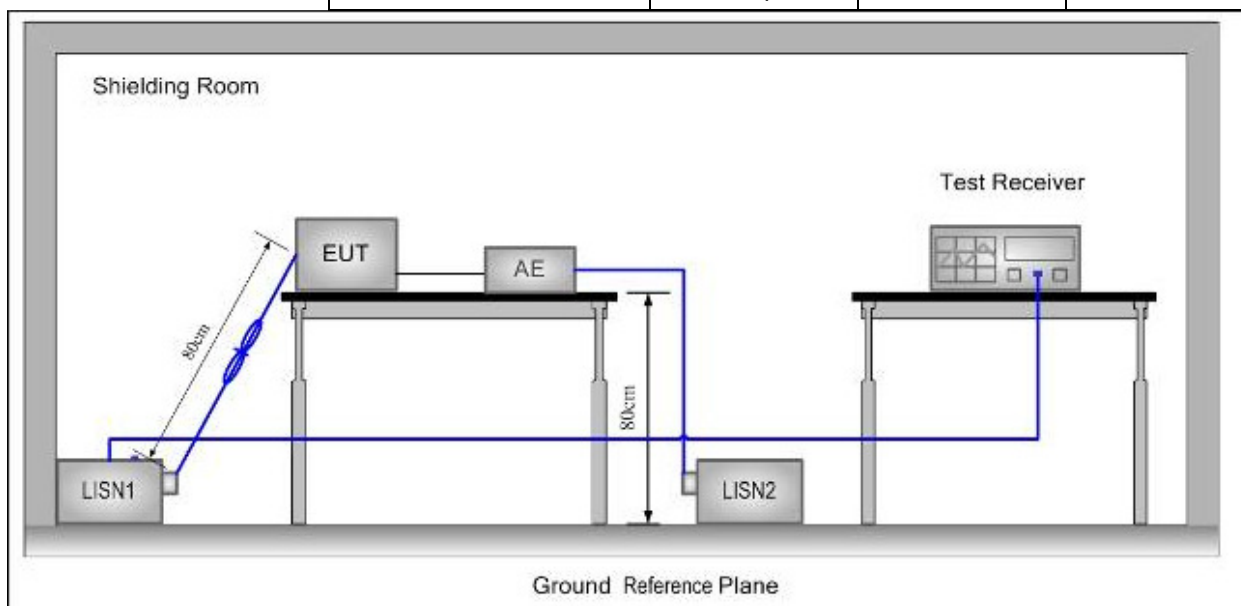 Shielding Room
Test Receiver
EUT
AE
80cm
80cm
LISN1
LISN2
Ground Reference Plane